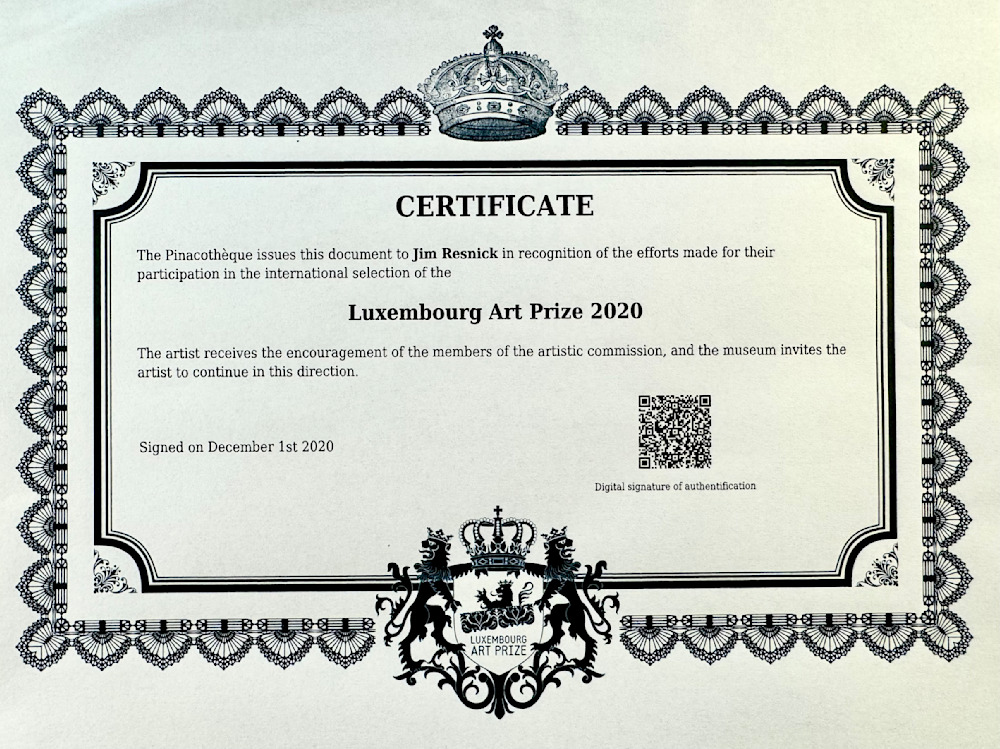 CERTIFICATE
The Pinacothèque issues this document to Jim Resnick in recognition of the efforts made for their
participation in the international selection of the
Luxembourg Art Prize 2020
The artist receives the encouragement of the members of the artistic commission, and the museum invites the
artist to continue in this direction.
Signed on December 1st 2020
Digital signature of authentification
LUXEMBOURG
ART PRIZE